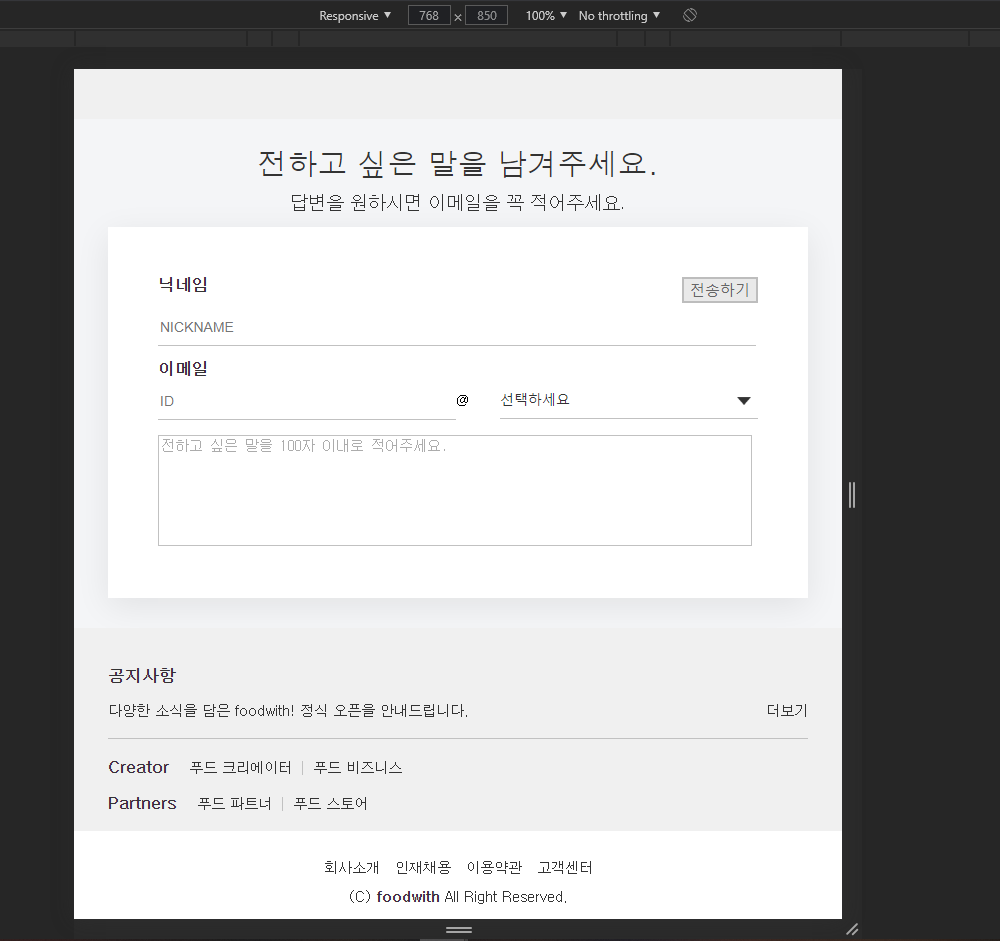 Responsive ▼ 768 × 850 100% ▼ No throttling ▼
전하고 싶은 말을 남겨주세요.
답변을 원하시면 이메일을 꼭 적어주세요.
닉네임 전송하기
NICKNAME
이메일
ID @ 선택하세요
전하고 싶은 말을 100자 이내로 적어주세요.
공지사항
다양한 소식을 담은 foodwith! 정식 오픈을 안내드립니다. 더보기
Creator 푸드 크리에이터 | 푸드 비즈니스
Partners 푸드 파트너 | 푸드 스토어
회사소개 인재채용 이용약관 고객센터
(C) foodwith All Right Reserved.